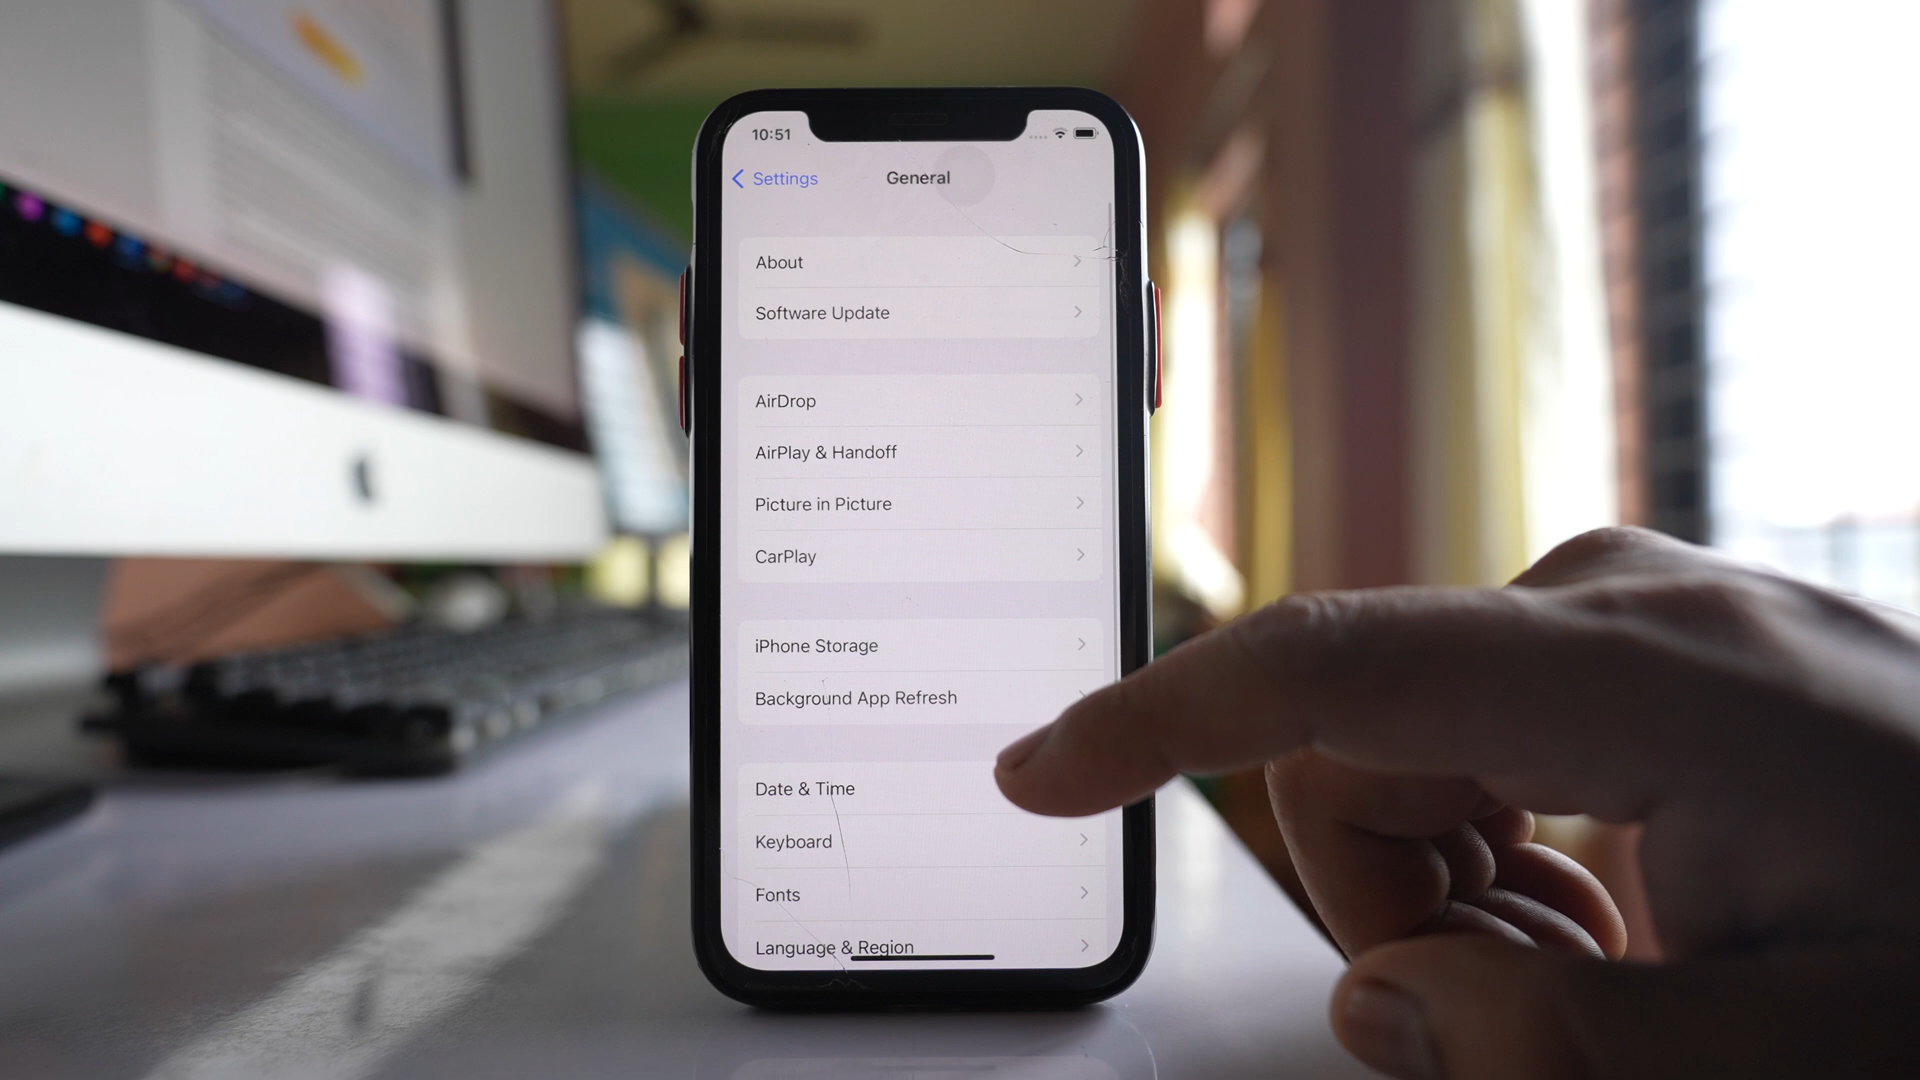 10:51
Settings
General
About
Software Update
AirDrop
AirPlay & Handoff
Picture in Picture
CarPlay
iPhone Storage
Background App Refresh
Date & Time
Keyboard
Fonts
Language & Region